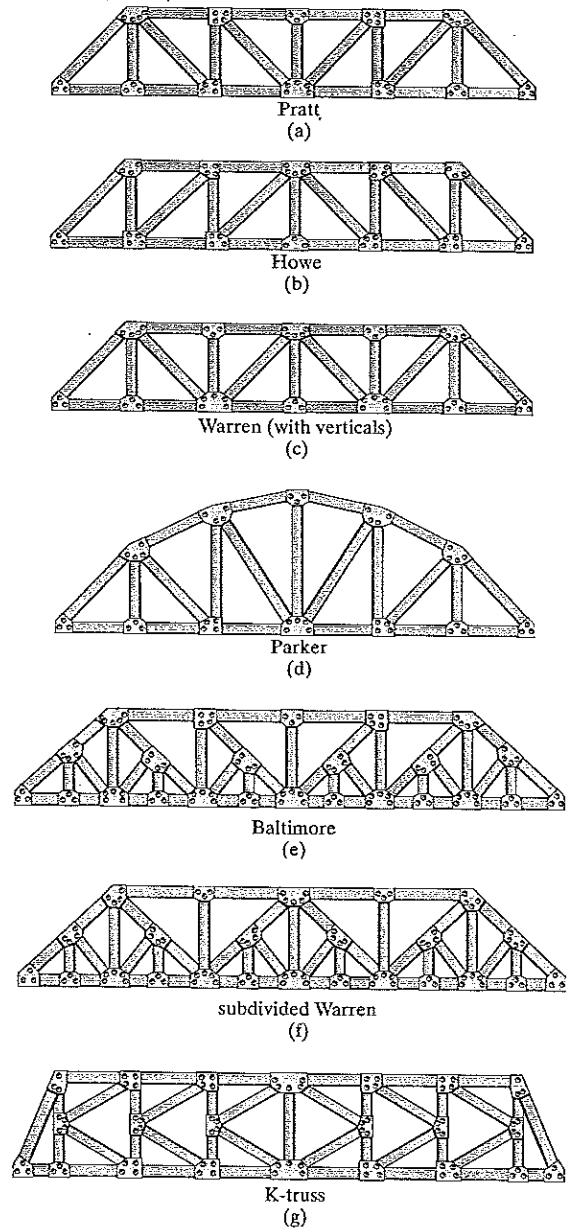 Pratt
(a)
Howe
(b)
Warren (with verticals)
(c)
Parker
(d)
Baltimore
(e)
subdivided Warren
(f)
K-truss
(g)